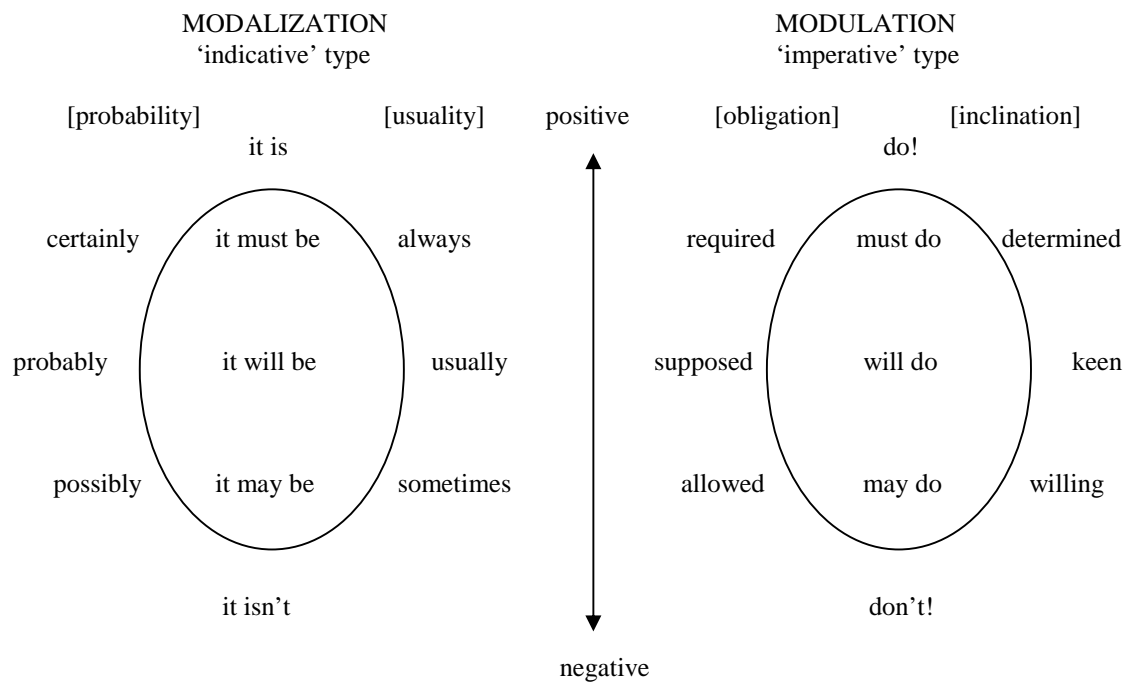 MODALIZATION MODULATION
‘indicative’ type ‘imperative’ type
[probability] [usuality] positive [obligation] [inclination]
it is do!
certainly it must be always required must do determined
probably it will be usually supposed will do keen
possibly it may be sometimes allowed may do willing
it isn’t don’t!
negative